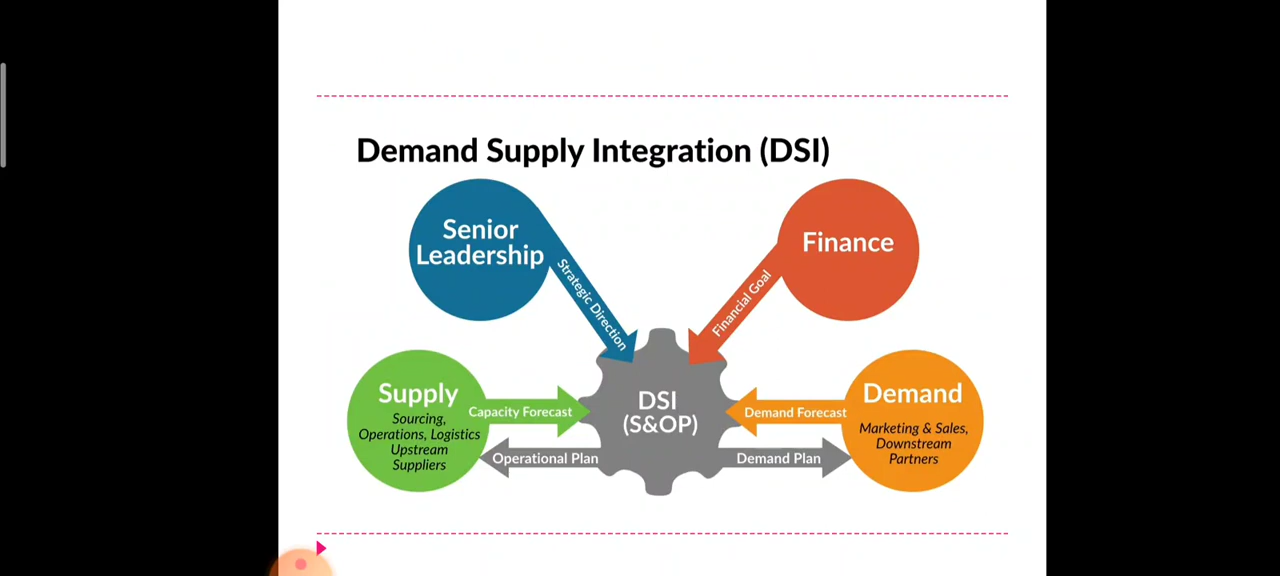 Demand Supply Integration (DSI)
Senior
Leadership
Finance
Strategic Direction
Financial Goal
Supply
Sourcing,
Operations, Logistics
Upstream
Suppliers
Capacity Forecast
Operational Plan
DSI
(S&OP)
Demand Forecast
Demand Plan
Demand
Marketing & Sales,
Downstream
Partners